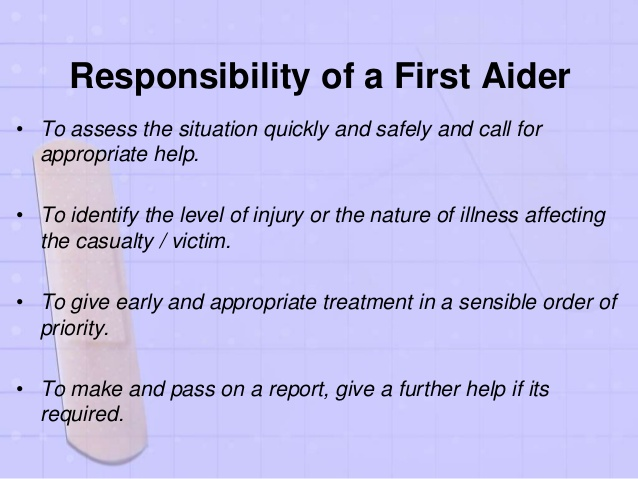 Responsibility of a First Aider
• To assess the situation quickly and safely and call for
appropriate help.
• To identify the level of injury or the nature of illness affecting
the casualty / victim.
• To give early and appropriate treatment in a sensible order of
priority.
• To make and pass on a report, give a further help if its
required.